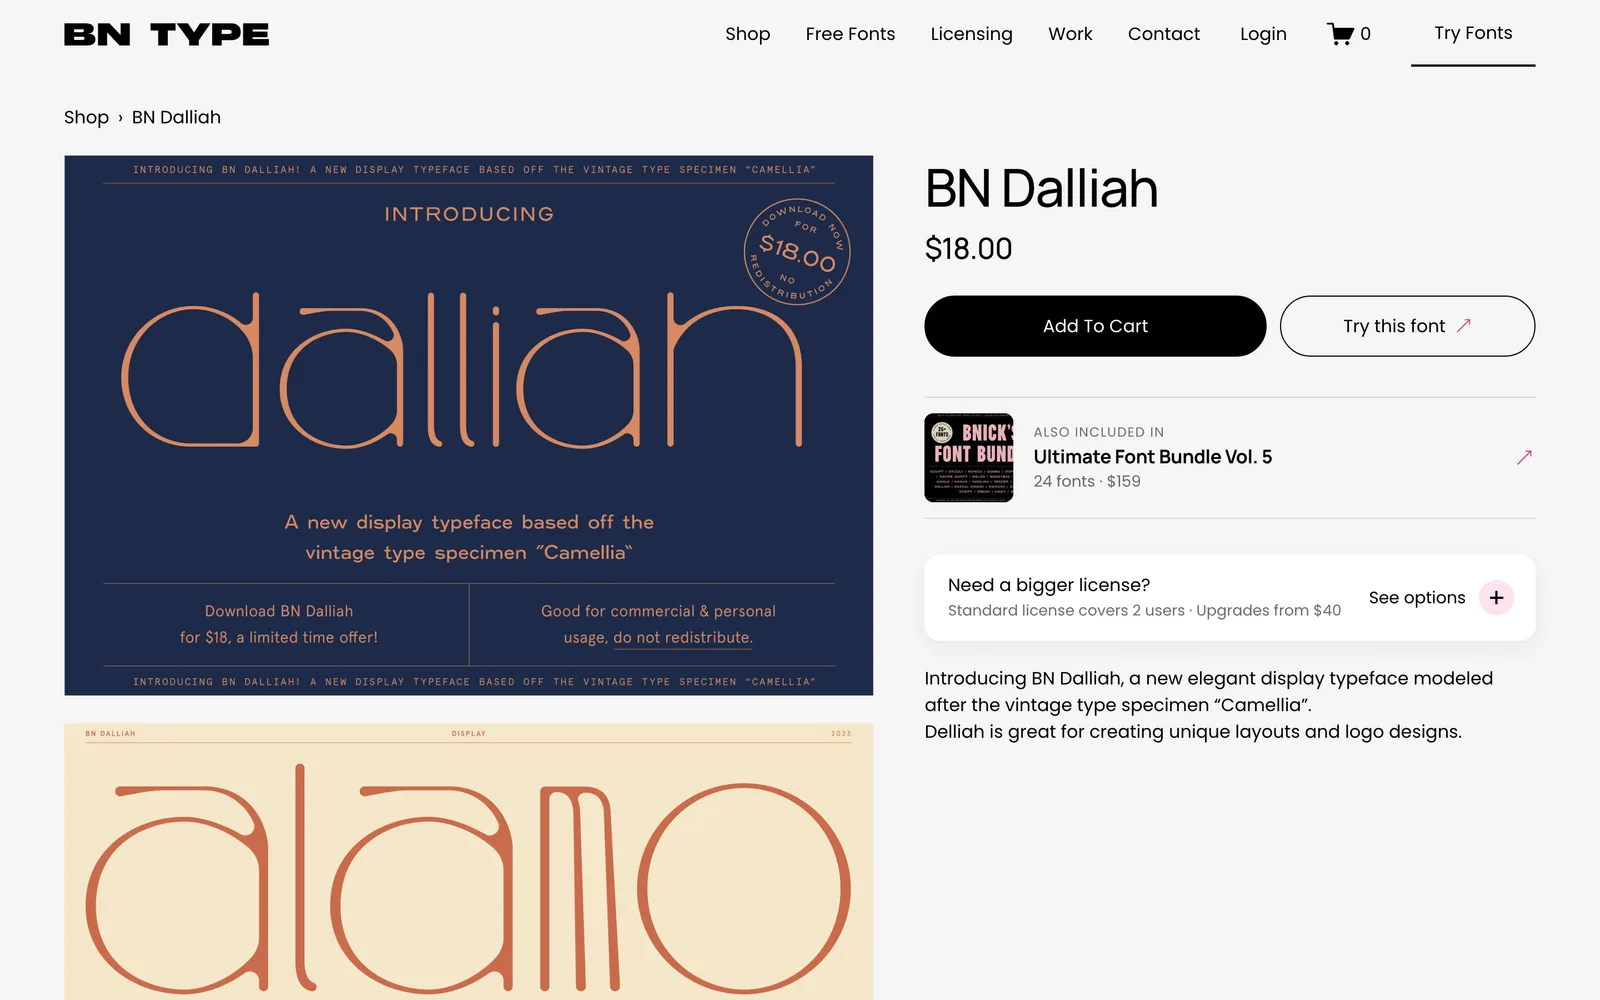 BN TYPE
Shop
Free Fonts
Licensing
Work
Contact
Login
0
Try Fonts
Shop › BN Dalliah
INTRODUCING BN DALLIAH! A NEW DISPLAY TYPEFACE BASED OFF THE VINTAGE TYPE SPECIMEN “CAMELLIA”
INTRODUCING
DOWNLOAD NOW
FOR
$18.00
NO
REDISTRIBUTION
dalliah
A new display typeface based off the
vintage type specimen “Camellia“
Download BN Dalliah
for $18, a limited time offer!
Good for commercial & personal
usage, do not redistribute.
INTRODUCING BN DALLIAH! A NEW DISPLAY TYPEFACE BASED OFF THE VINTAGE TYPE SPECIMEN “CAMELLIA”
BN DALLIAH
DISPLAY
2023
alamo
BN Dalliah
$18.00
Add To Cart
Try this font
25+
FONTS
BNICK'S
FONT BUND
ALSO INCLUDED IN
Ultimate Font Bundle Vol. 5
24 fonts · $159
Need a bigger license?
Standard license covers 2 users · Upgrades from $40
See options
+
Introducing BN Dalliah, a new elegant display typeface modeled
after the vintage type specimen “Camellia”.
Delliah is great for creating unique layouts and logo designs.